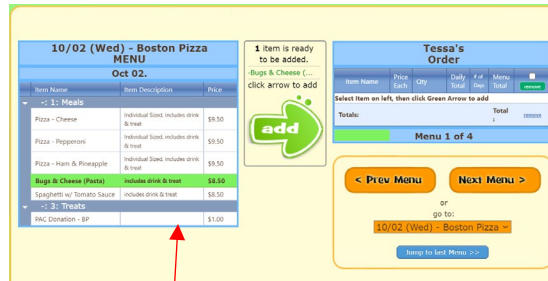 10/02 (Wed) - Boston Pizza
MENU
Oct 02.
Item Name Item Description Price
-: 1: Meals
Pizza - Cheese Individual Sized, includes drink & treat $9.50
Pizza - Pepperoni Individual Sized, includes drink & treat $9.50
Pizza - Ham & Pineapple Individual Sized, includes drink & treat $9.50
Bugs & Cheese (Pasta) includes drink & treat $8.50
Spaghetti w/ Tomato Sauce includes drink & treat $8.50
-: 3: Treats
PAC Donation - BP $1.00
1 item is ready
to be added.
-Bugs & Cheese (...
click arrow to add
add
Tessa's
Order
Item Name Price Each Qty Daily Total # of Days Menu Total remove
Select Item on left, then click Green Arrow to add
Totals: Total : remove
Menu 1 of 4
< Prev Menu Next Menu >
or
go to:
10/02 (Wed) - Boston Pizza
Jump to last Menu >>